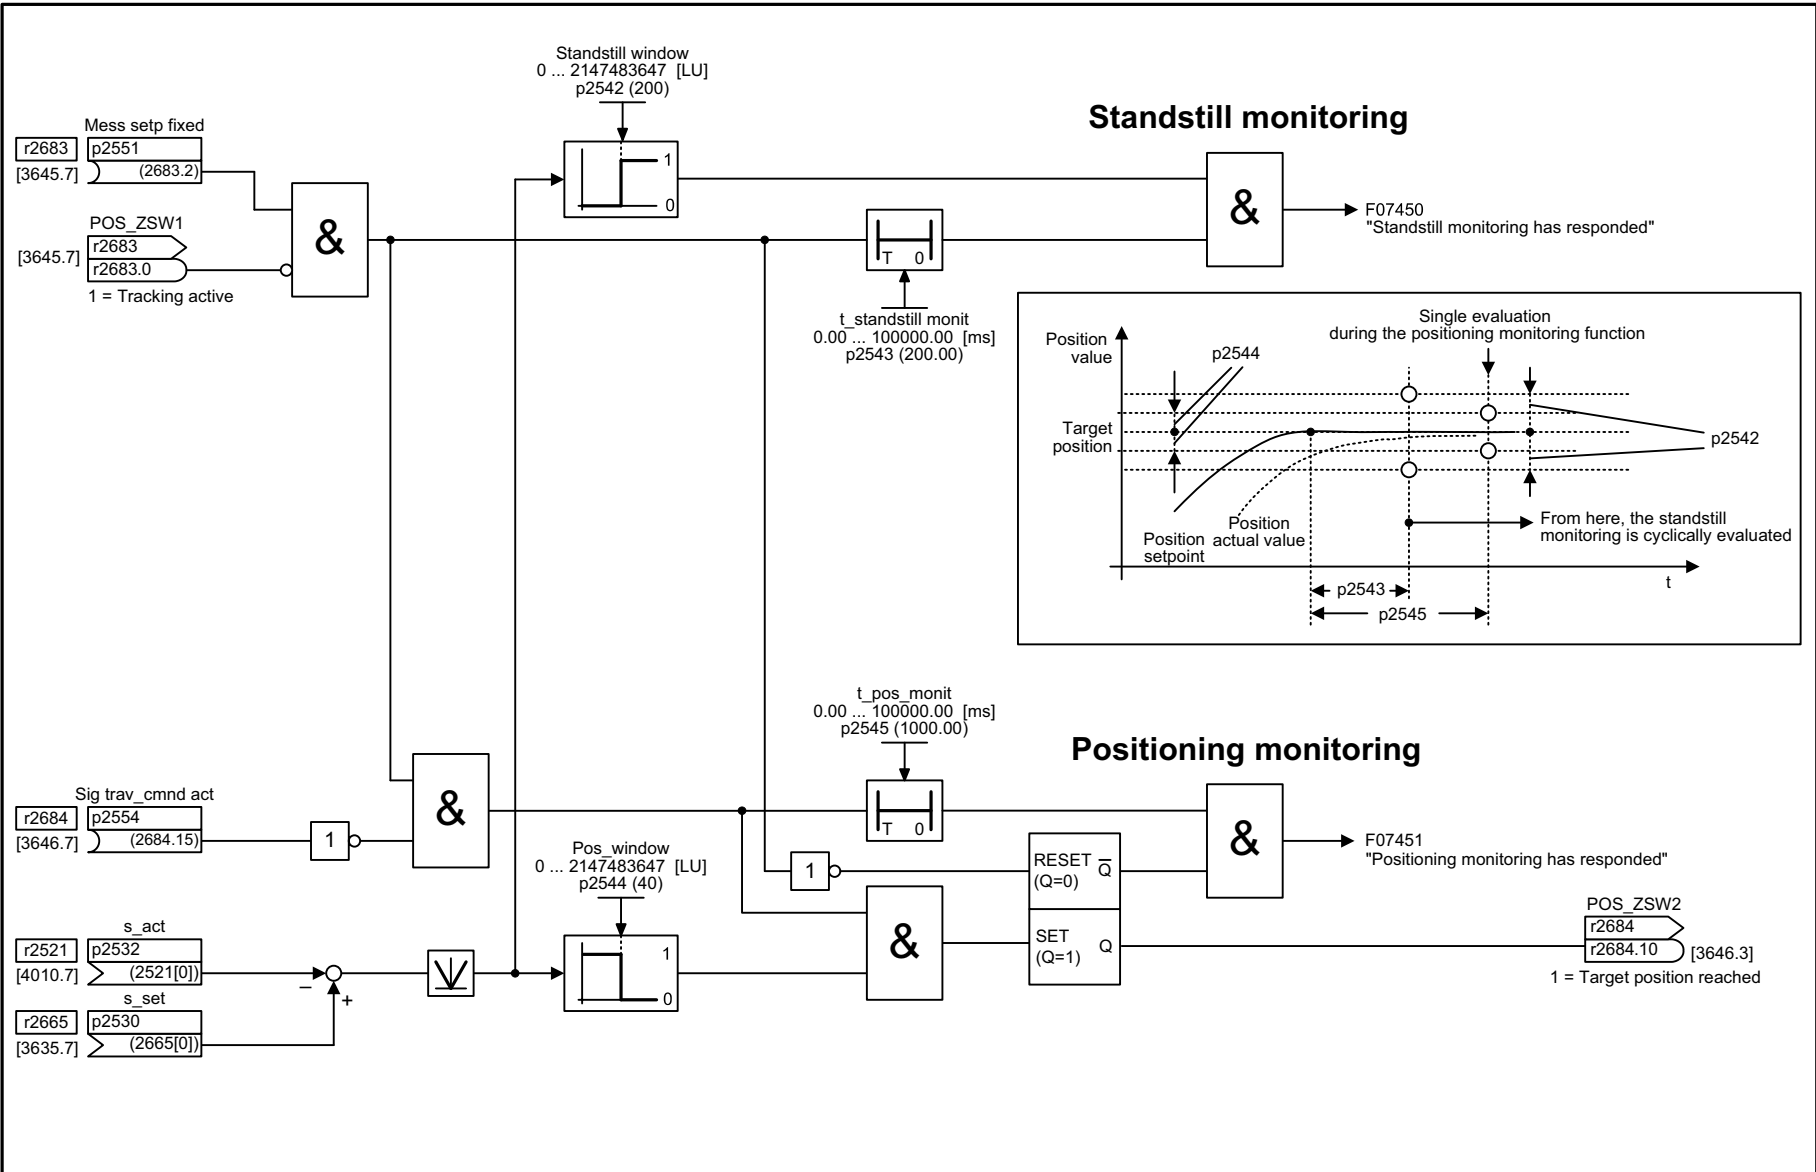 Standstill window
0 ... 2147483647 [LU]
p2542 (200)
Standstill monitoring
Mess setp fixed
r2683
p2551
[3645.7]
(2683.2)
1
0
&
&
F07450
"Standstill monitoring has responded"
POS_ZSW1
r2683
[3645.7]
r2683.0
1 = Tracking active
T 0
t_standstill monit
0.00 ... 100000.00 [ms]
p2543 (200.00)
Single evaluation
during the positioning monitoring function
Position
value
p2544
Target
position
p2542
Position
setpoint
Position
actual value
From here, the standstill
monitoring is cyclically evaluated
t
p2543
p2545
t_pos_monit
0.00 ... 100000.00 [ms]
p2545 (1000.00)
Positioning monitoring
Sig trav_cmnd act
r2684
p2554
[3646.7]
(2684.15)
1
&
T 0
&
F07451
"Positioning monitoring has responded"
Pos_window
0 ... 2147483647 [LU]
p2544 (40)
1
RESET Q
(Q=0)
SET Q
(Q=1)
&
1
0
POS_ZSW2
r2684
r2684.10
[3646.3]
1 = Target position reached
s_act
r2521
p2532
[4010.7]
(2521[0])
–
+
s_set
r2665
p2530
[3635.7]
(2665[0])